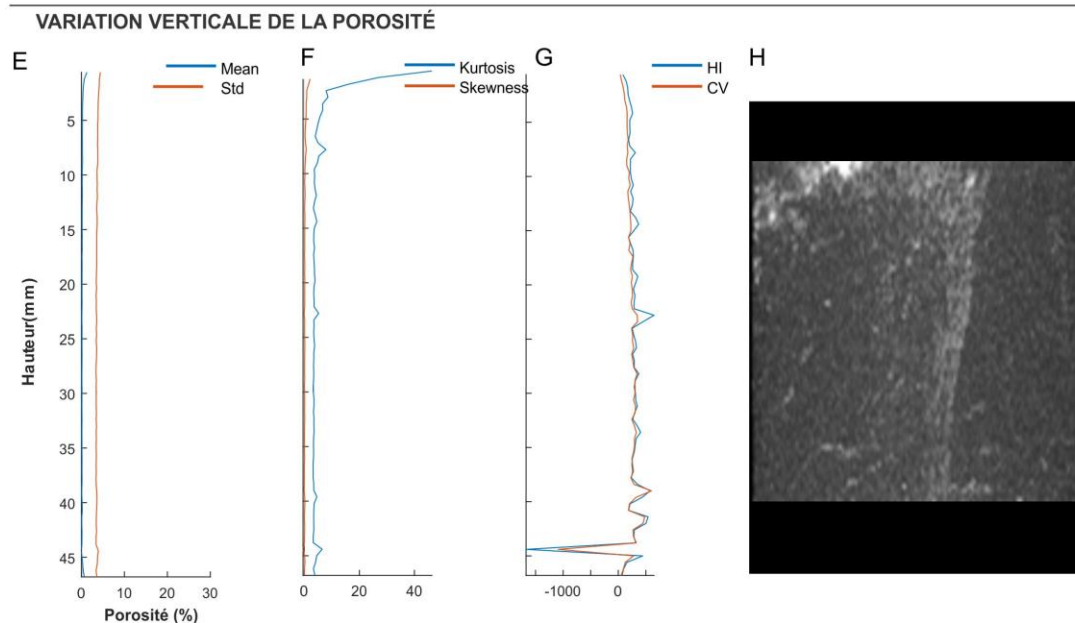 VARIATION VERTICALE DE LA POROSITÉ
E
Mean
Std
F
Kurtosis
Skewness
G
HI
CV
H
Hauteur(mm)
5
10
15
20
25
30
35
40
45
0 10 20 30
Porosité (%)
0 20 40
-1000 0